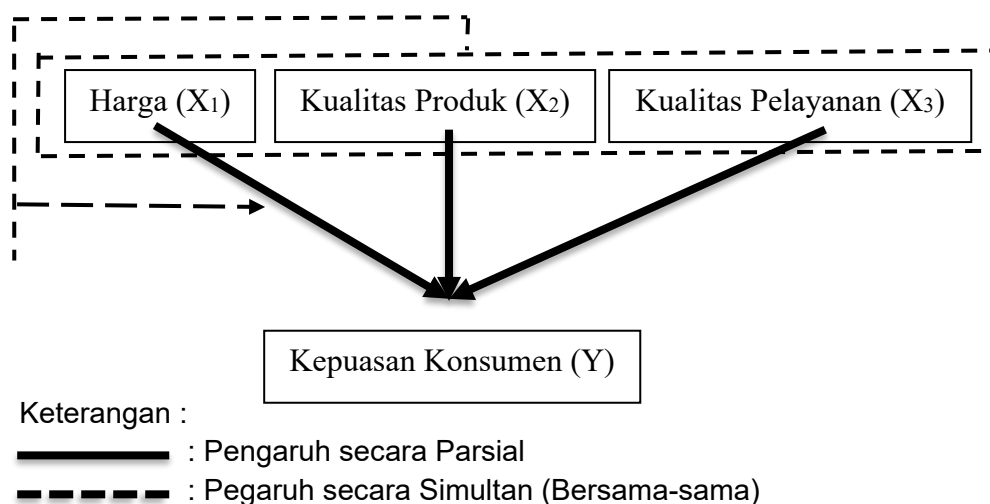 Harga (X1) Kualitas Produk (X2) Kualitas Pelayanan (X3)
Kepuasan Konsumen (Y)
Keterangan :
: Pengaruh secara Parsial
: Pegaruh secara Simultan (Bersama-sama)